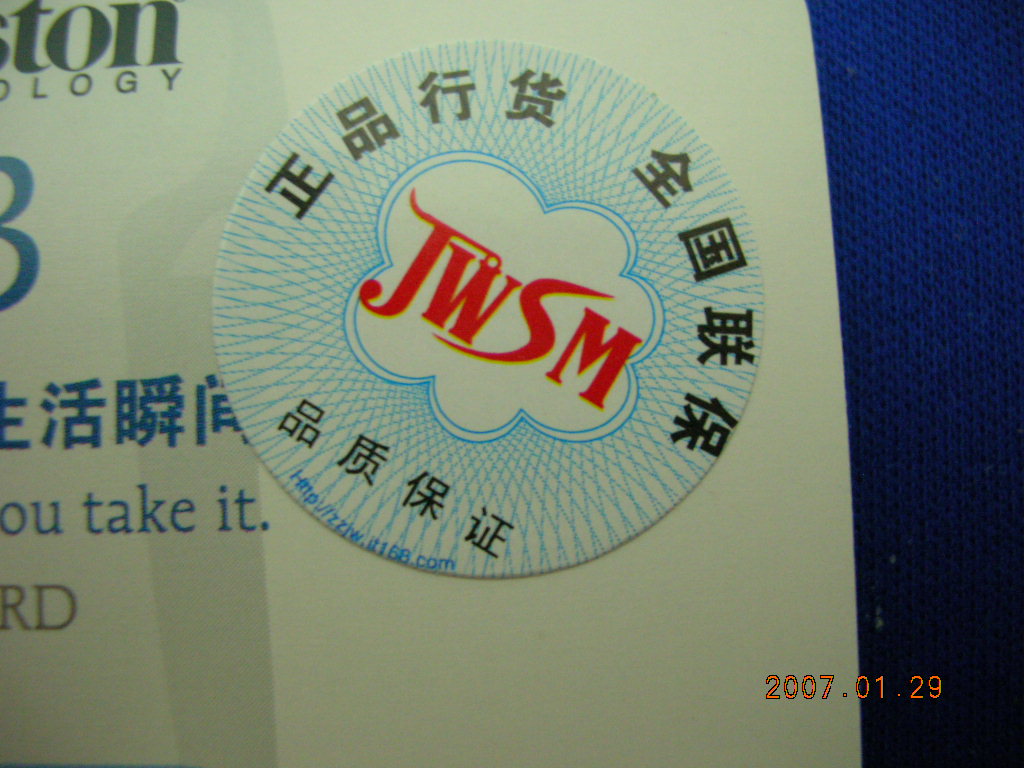 ston
OLOGY
3
生活瞬间
ou take it.
RD
正品行货 全国联保
JWSM
品质保证
Http://zzjw.it168.com
2007.01.29